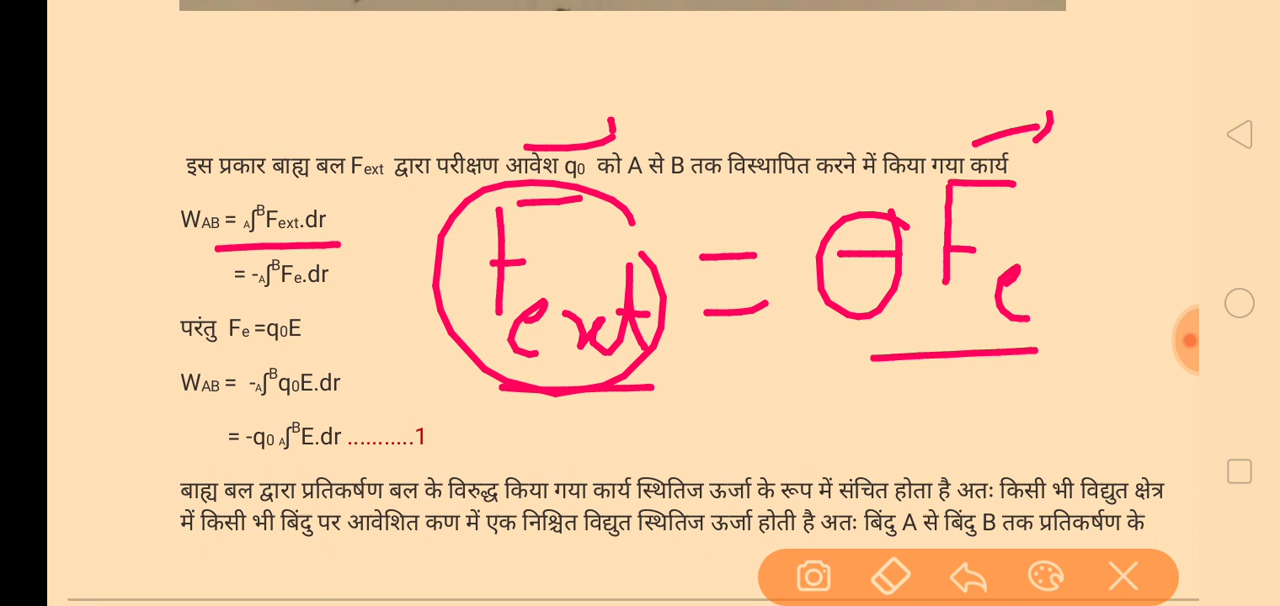 इस प्रकार बाह्य बल Fext द्वारा परीक्षण आवेश q0 को A से B तक विस्थापित करने में किया गया कार्य
WAB = A∫BFext.dr
= -A∫BFe.dr
Fext = ⊖ Fe
परंतु Fe =q0E
WAB = -A∫Bq0E.dr
= -q0 A∫BE.dr ...........1
बाह्य बल द्वारा प्रतिकर्षण बल के विरुद्ध किया गया कार्य स्थितिज ऊर्जा के रूप में संचित होता है अतः किसी भी विद्युत क्षेत्र
में किसी भी बिंदु पर आवेशित कण में एक निश्चित विद्युत स्थितिज ऊर्जा होती है अतः बिंदु A से बिंदु B तक प्रतिकर्षण के